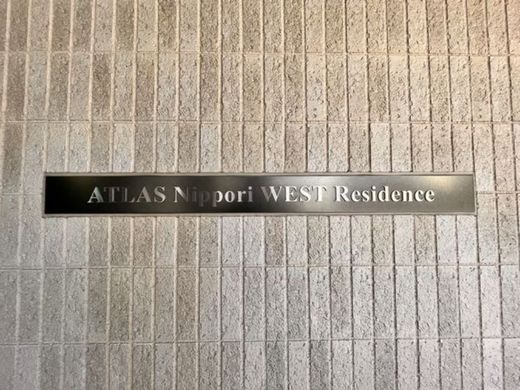 ATLAS Nippori WEST Residence